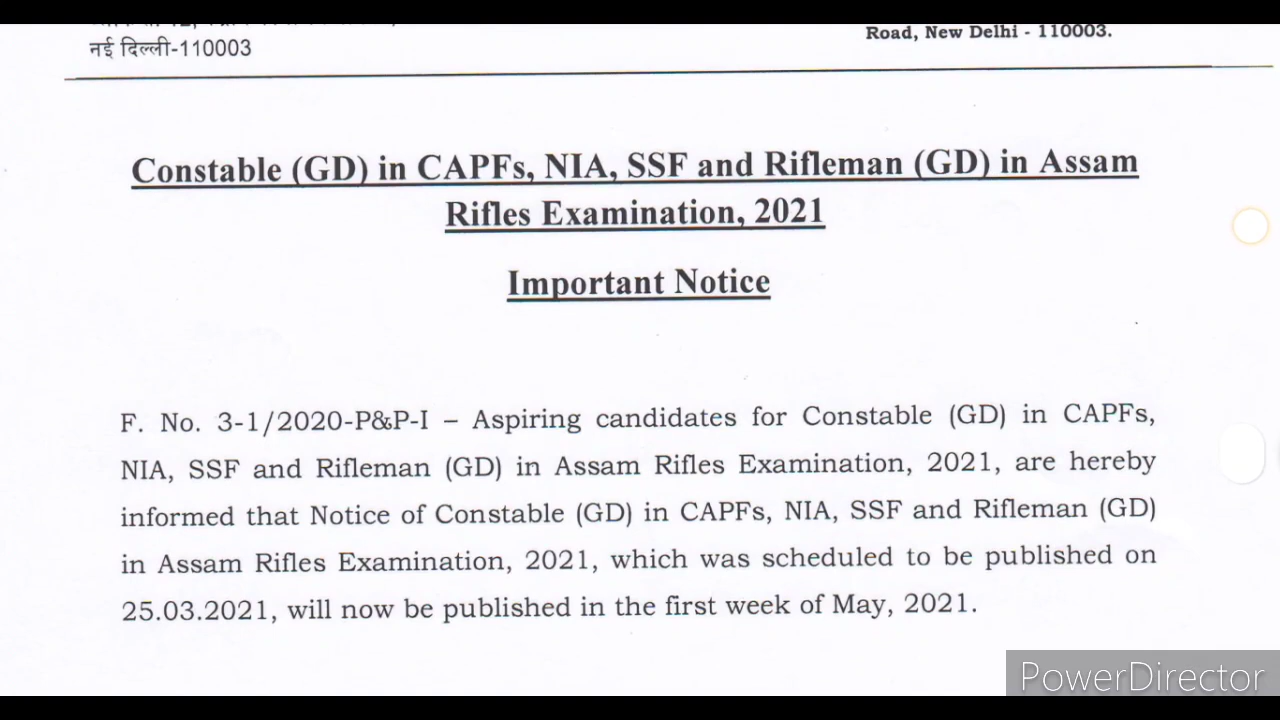 नई दिल्ली-110003
Road, New Delhi - 110003.
Constable (GD) in CAPFs, NIA, SSF and Rifleman (GD) in Assam
Rifles Examination, 2021
Important Notice
F. No. 3-1/2020-P&P-I – Aspiring candidates for Constable (GD) in CAPFs,
NIA, SSF and Rifleman (GD) in Assam Rifles Examination, 2021, are hereby
informed that Notice of Constable (GD) in CAPFs, NIA, SSF and Rifleman (GD)
in Assam Rifles Examination, 2021, which was scheduled to be published on
25.03.2021, will now be published in the first week of May, 2021.
PowerDirector